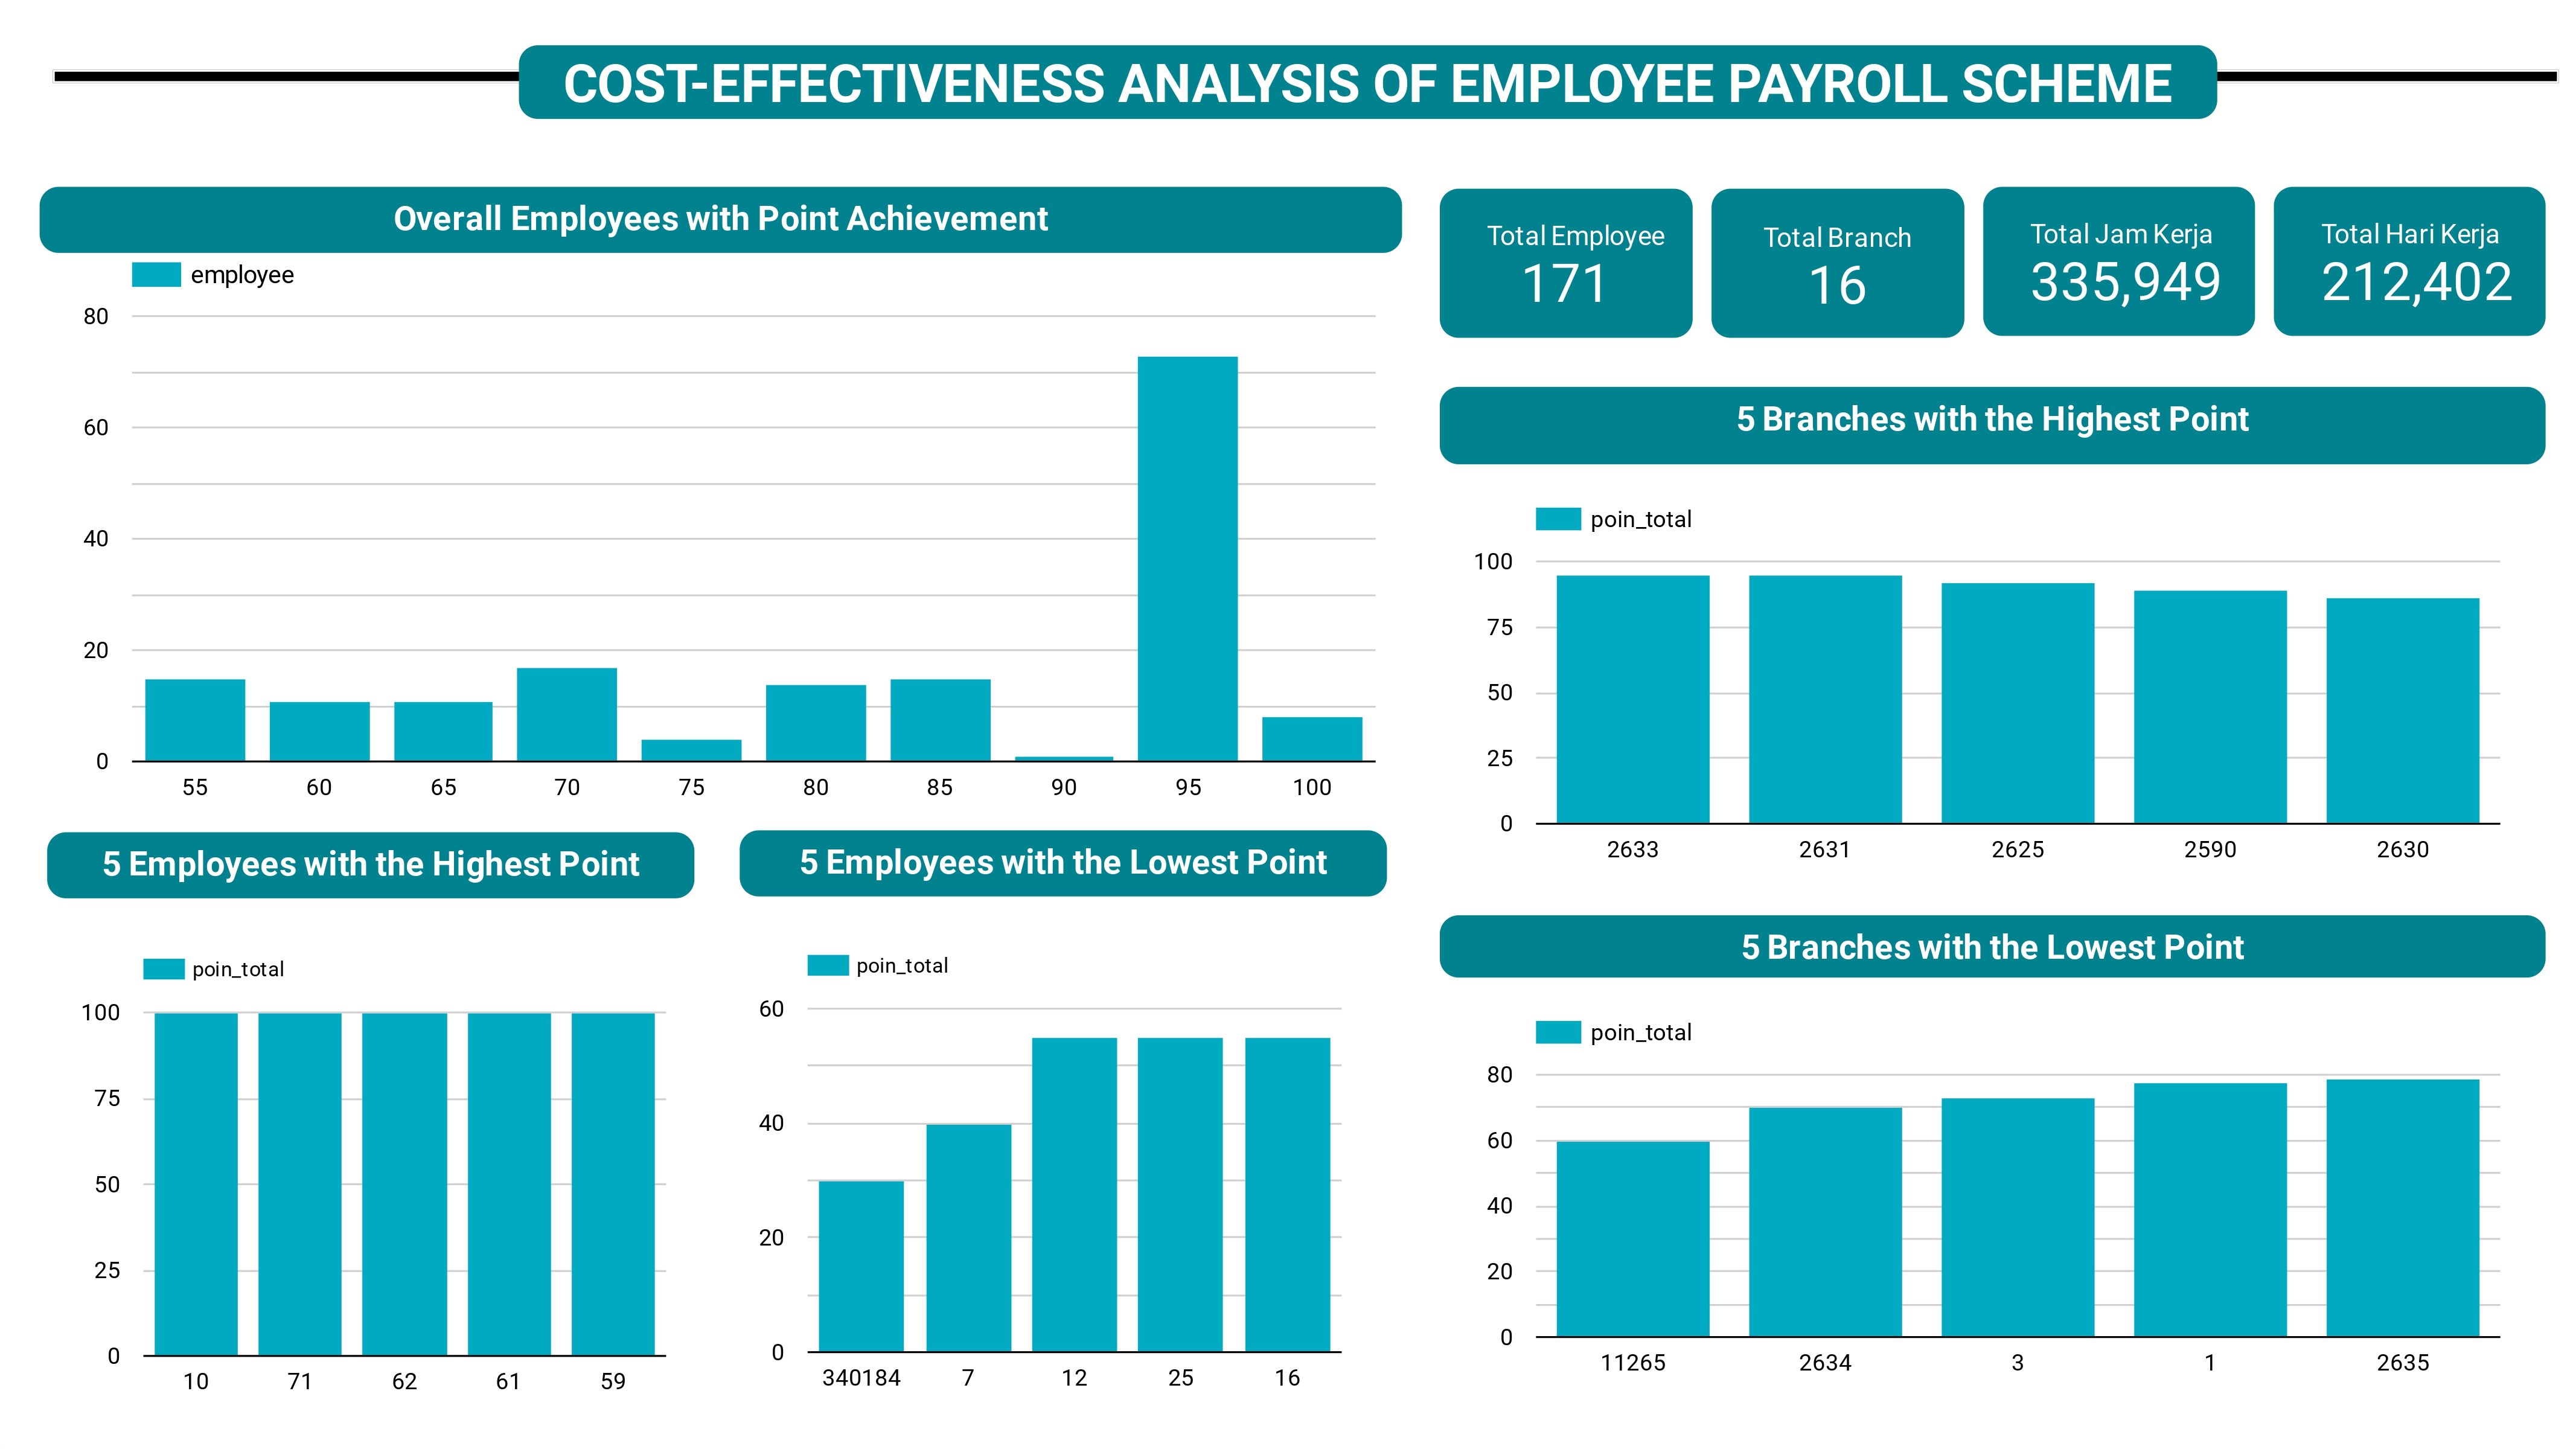 COST-EFFECTIVENESS ANALYSIS OF EMPLOYEE PAYROLL SCHEME
Overall Employees with Point Achievement
employee
80
60
40
20
0
55 60 65 70 75 80 85 90 95 100
Total Employee
171
Total Branch
16
Total Jam Kerja
335,949
Total Hari Kerja
212,402
5 Branches with the Highest Point
poin_total
100
75
50
25
0
2633 2631 2625 2590 2630
5 Employees with the Highest Point
poin_total
100
75
50
25
0
10 71 62 61 59
5 Employees with the Lowest Point
poin_total
60
40
20
0
340184 7 12 25 16
5 Branches with the Lowest Point
poin_total
80
60
40
20
0
11265 2634 3 1 2635